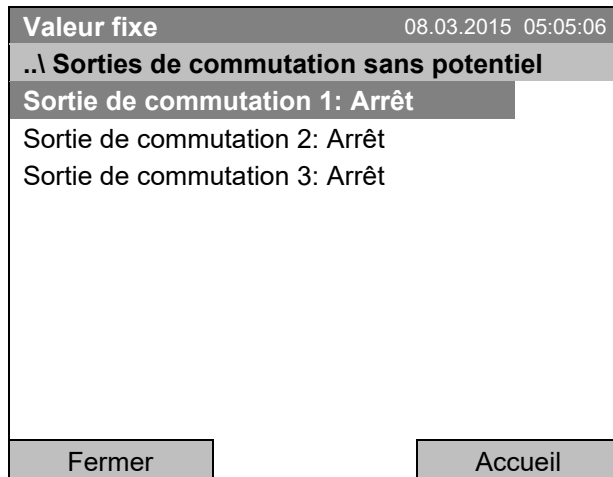 Valeur fixe 08.03.2015 05:05:06
..\ Sorties de commutation sans potentiel
Sortie de commutation 1: Arrêt
Sortie de commutation 2: Arrêt
Sortie de commutation 3: Arrêt
Fermer Accueil